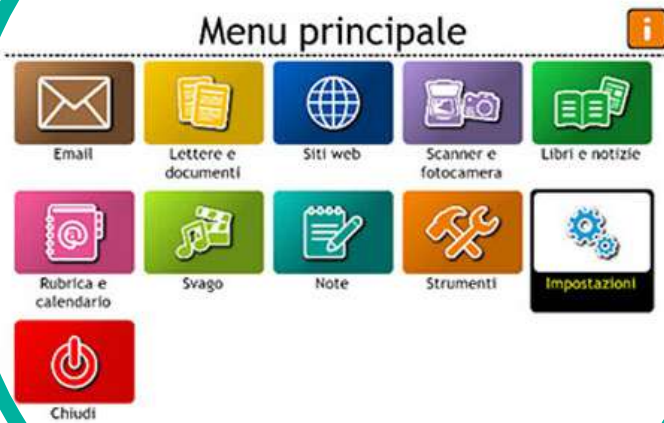 Menu principale
i
Email
Lettere e
documenti
Siti web
Scanner e
fotocamera
Libri e notizie
Rubrica e
calendario
Svago
Note
Strumenti
Impostazioni
Chiudi